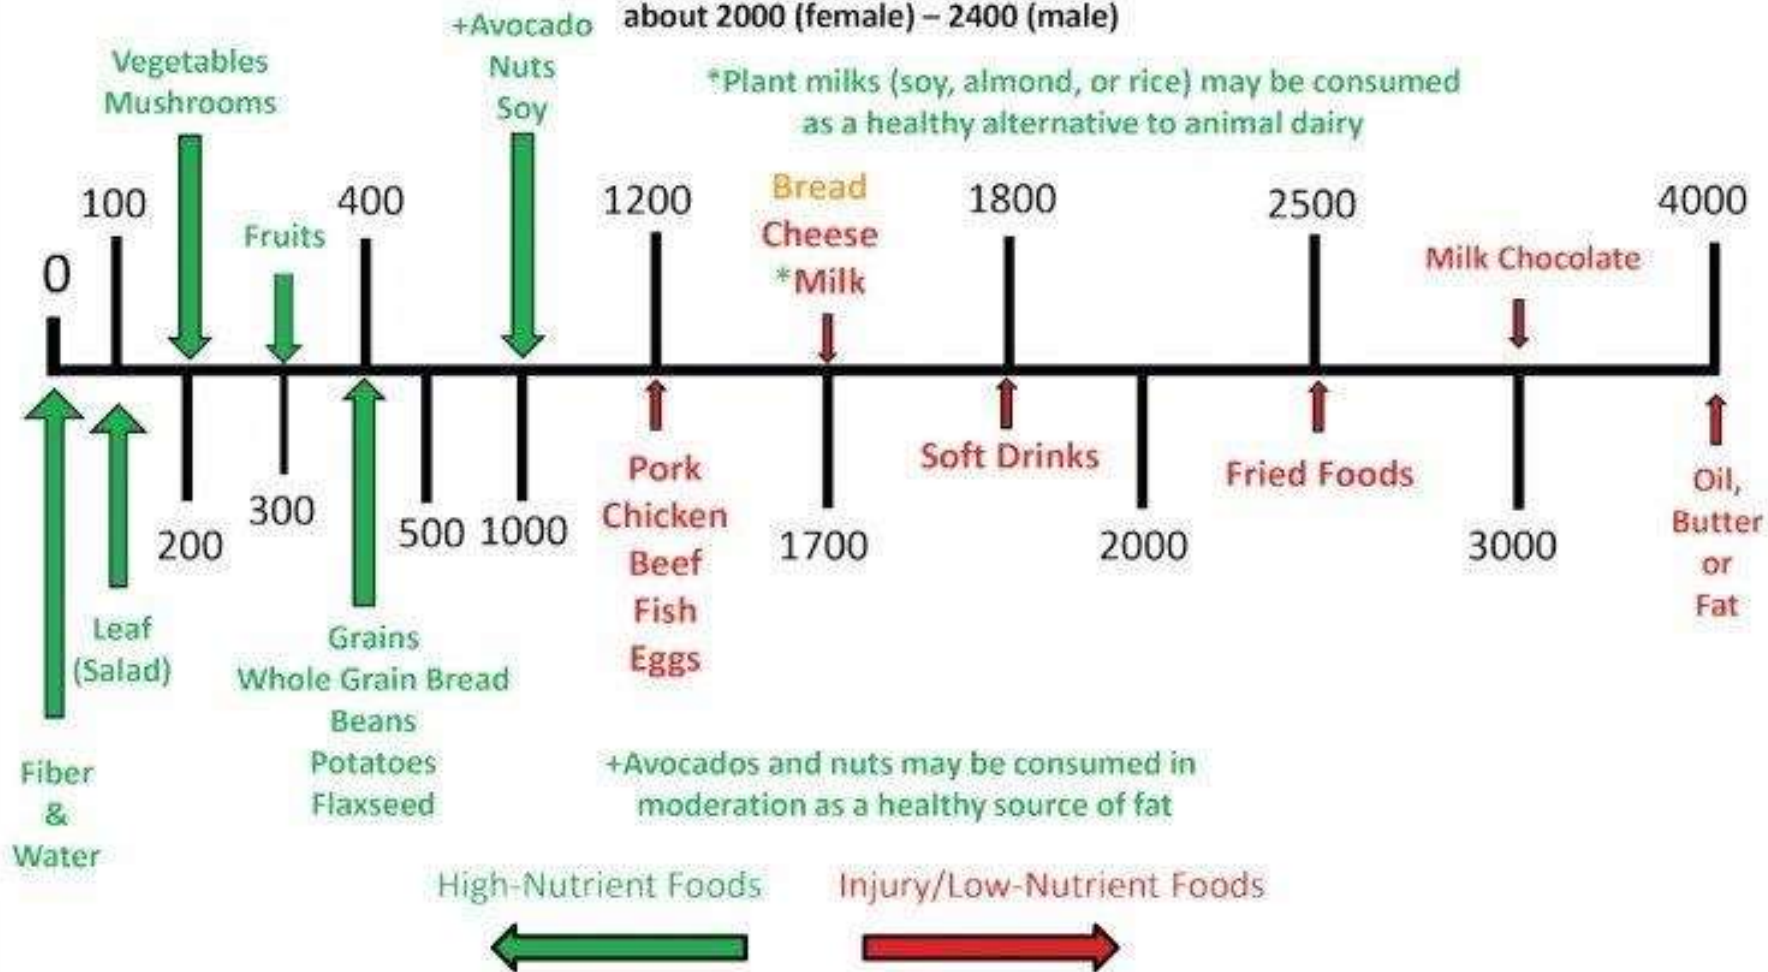 about 2000 (female) – 2400 (male)
+Avocado
Nuts
Soy
Vegetables
Mushrooms
*Plant milks (soy, almond, or rice) may be consumed
as a healthy alternative to animal dairy
0
100
Fruits
400
1200
Bread
Cheese
*Milk
1800
2500
Milk Chocolate
4000
200
300
500
1000
1700
2000
3000
Fiber
&
Water
Leaf
(Salad)
Grains
Whole Grain Bread
Beans
Potatoes
Flaxseed
Pork
Chicken
Beef
Fish
Eggs
Soft Drinks
Fried Foods
Oil,
Butter
or
Fat
+Avocados and nuts may be consumed in
moderation as a healthy source of fat
High-Nutrient Foods
Injury/Low-Nutrient Foods